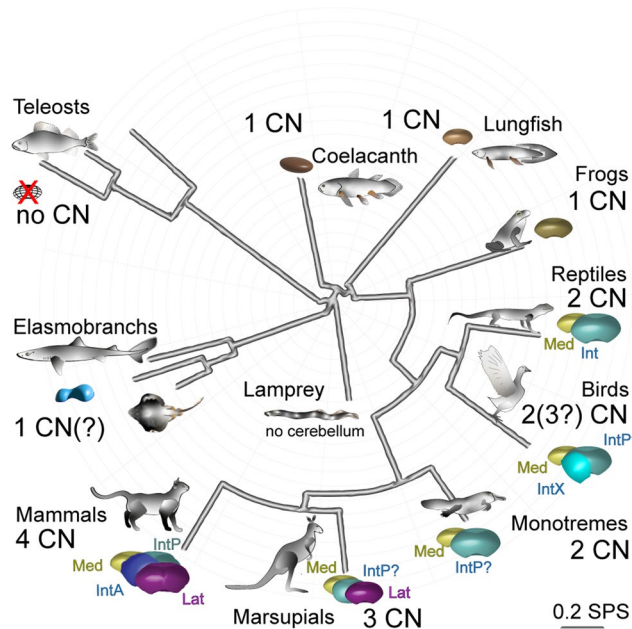 Teleosts
no CN
1 CN
Coelacanth
1 CN
Lungfish
Frogs
1 CN
Reptiles
2 CN
Med
Int
Elasmobranchs
1 CN(?)
Lamprey
no cerebellum
Birds
2(3?) CN
IntP
Med
IntX
Mammals
4 CN
IntP
Med
IntA
Lat
Marsupials
3 CN
Med
IntP?
Lat
Monotremes
2 CN
Med
IntP?
0.2 SPS